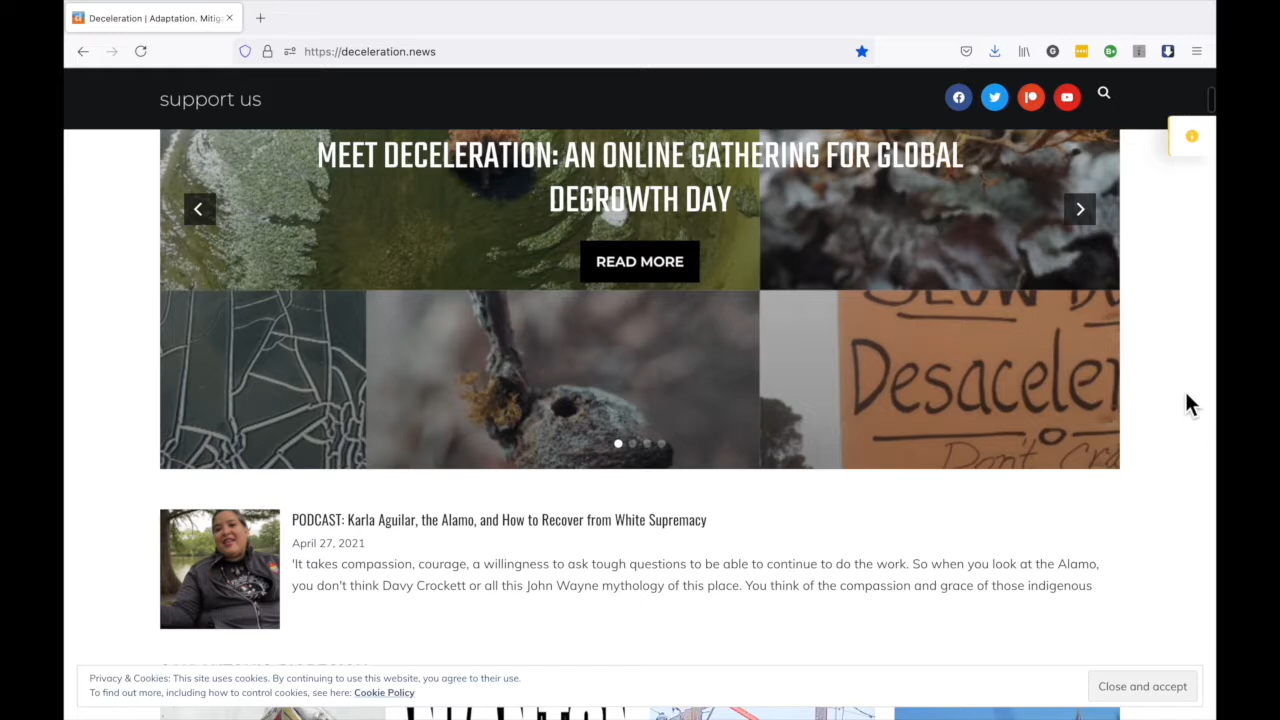 Deceleration | Adaptation. Mitig
https://deceleration.news
support us
MEET DECELERATION: AN ONLINE GATHERING FOR GLOBAL
DEGROWTH DAY
READ MORE
Desaceler
Don't Cra
PODCAST: Karla Aguilar, the Alamo, and How to Recover from White Supremacy
April 27, 2021
'It takes compassion, courage, a willingness to ask tough questions to be able to continue to do the work. So when you look at the Alamo,
you don't think Davy Crockett or all this John Wayne mythology of this place. You think of the compassion and grace of those indigenous
Privacy & Cookies: This site uses cookies. By continuing to use this website, you agree to their use.
To find out more, including how to control cookies, see here: Cookie Policy
Close and accept